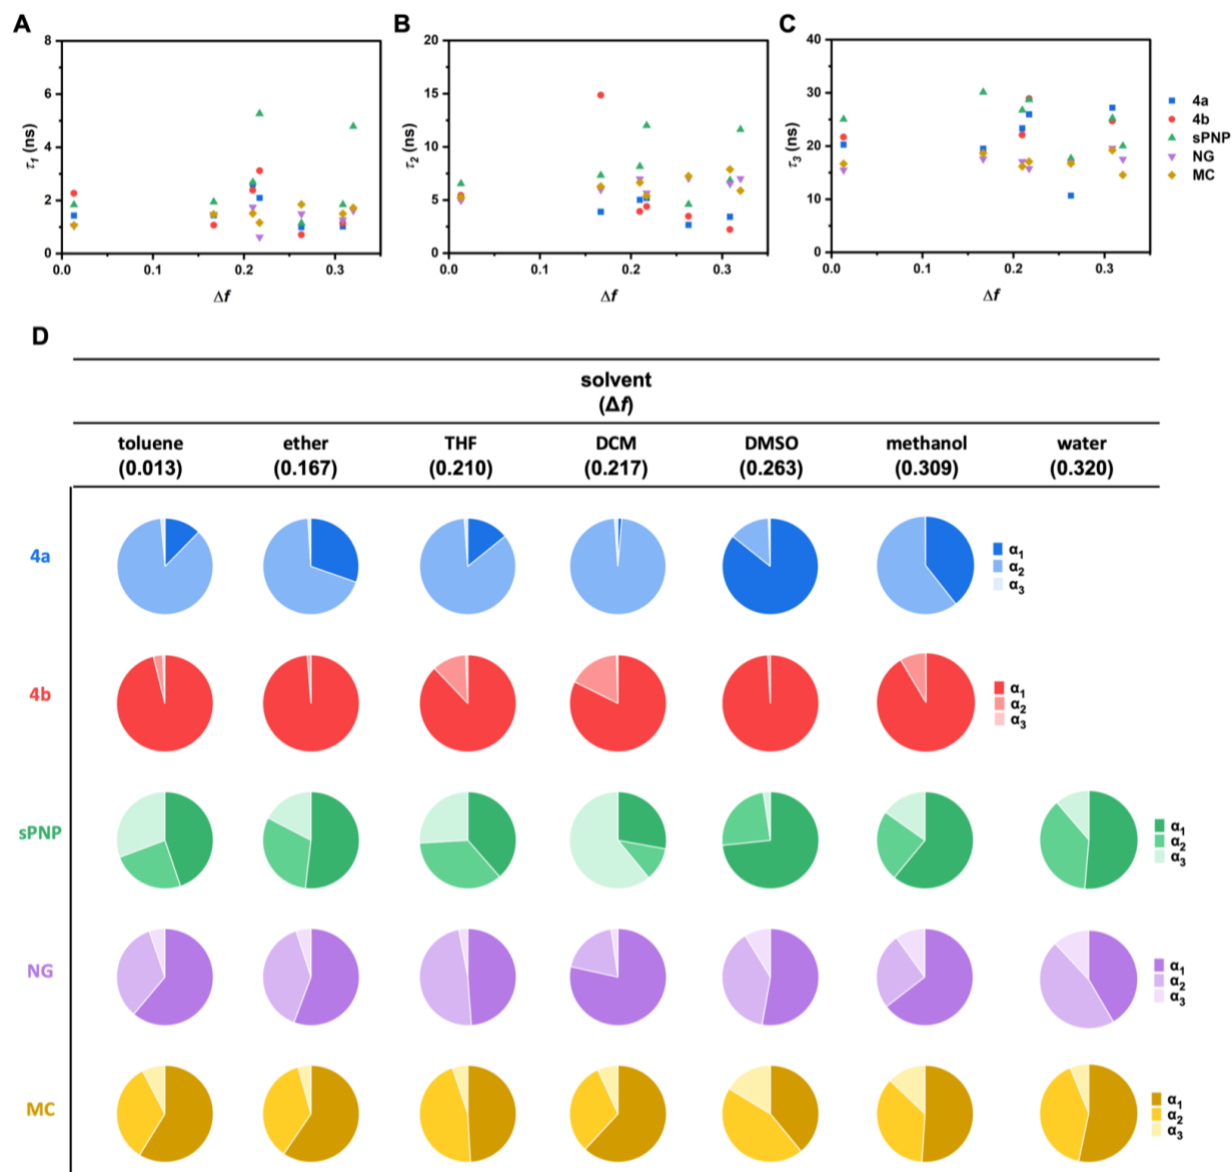 A
8
6
4
2
0
0.0
0.1
0.2
0.3
τ1 (ns)
Δf
B
20
15
10
5
0
0.0
0.1
0.2
0.3
τ2 (ns)
Δf
C
40
30
20
10
0
0.0
0.1
0.2
0.3
τ3 (ns)
Δf
4a
4b
sPNP
NG
MC
D
solvent
(Δf)
toluene ether THF DCM DMSO methanol water
(0.013) (0.167) (0.210) (0.217) (0.263) (0.309) (0.320)
4a
α1
α2
α3
4b
α1
α2
α3
sPNP
α1
α2
α3
NG
α1
α2
α3
MC
α1
α2
α3